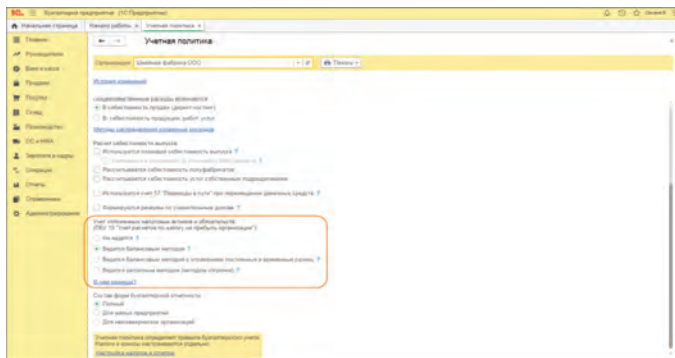 Бухгалтерия предприятия (1С:Предприятие)
Начальная страница
Начало работы ×
Учетная политика ×
Главное
Руководителю
Банк и касса
Продажи
Покупки
Склад
Производство
ОС и НМА
Зарплата и кадры
Операции
Отчеты
Справочники
Администрирование
Учетная политика
Организация: Швейная фабрика ООО
Печать
История изменений
Общехозяйственные расходы включаются
В себестоимость продаж (директ-костинг)
В себестоимость продукции, работ, услуг
Методы распределения косвенных расходов
Расчет себестоимости выпуска
Используется плановая себестоимость выпуска ?
Рассчитывается себестоимость полуфабрикатов
Рассчитывается себестоимость услуг собственным подразделениям
Используется счет 57 "Переводы в пути" при перемещении денежных средств ?
Формируются резервы по сомнительным долгам ?
Учет отложенных налоговых активов и обязательств
(ПБУ 18 "Учет расчетов по налогу на прибыль организаций")
Не ведется ?
Ведется балансовым методом ?
Ведется балансовым методом с отражением постоянных и временных разниц ?
Ведется затратным методом (методом отсрочки) ?
В чем разница?
Состав форм бухгалтерской отчетности
Полный
Для малых предприятий
Для некоммерческих организаций
Учетная политика определяет правила бухгалтерского учета.
Налоги и взносы настраиваются отдельно:
Настройка налогов и отчетов